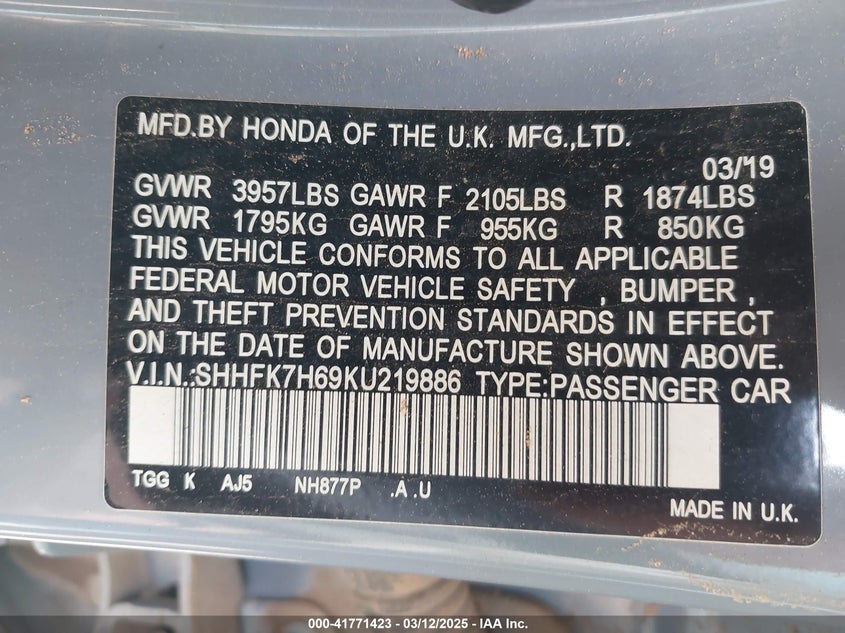 MFD.BY HONDA OF THE U.K. MFG.,LTD.
03/19
GVWR 3957LBS GAWR F 2105LBS R 1874LBS
GVWR 1795KG GAWR F 955KG R 850KG
THIS VEHICLE CONFORMS TO ALL APPLICABLE
FEDERAL MOTOR VEHICLE SAFETY , BUMPER ,
AND THEFT PREVENTION STANDARDS IN EFFECT
ON THE DATE OF MANUFACTURE SHOWN ABOVE.
V.I.N.:SHHFK7H69KU219886 TYPE:PASSENGER CAR
TGG K AJ5 NH877P .A .U
MADE IN U.K.
000-41771423 - 03/12/2025 - IAA